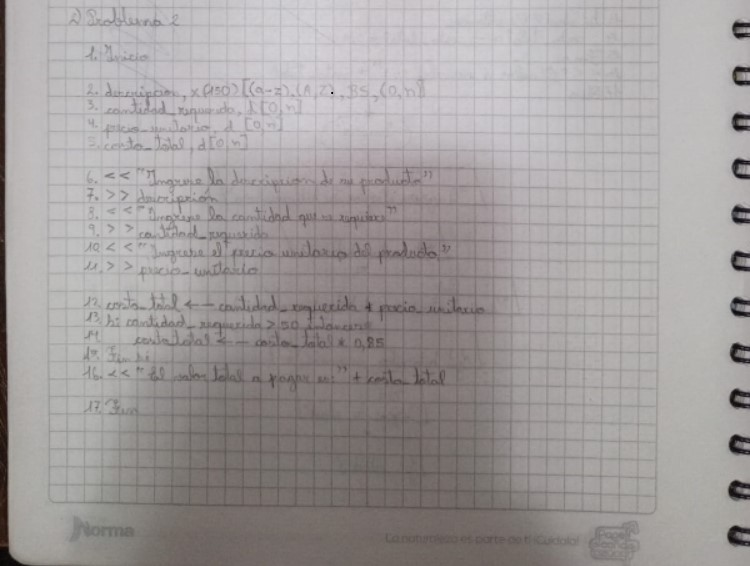 2) Problema 2
1. Inicio
2. descripcion, x(150) [(a-z), (A, Z), BS, (0, n)]
3. cantidad_requerida, d [0, n]
4. precio_unitario, d [0, n]
5. costo_total, d [0, n]
6. << "Ingrese la descripcion de su producto"
7. >> descripción
8. << "Ingrese la cantidad que se requiere"
9. >> cantidad_requerida
10 << "Ingrese el precio unitario del producto"
11. >> precio_unitario
12. costo_total ← cantidad_requerida * precio_unitario
13. Si cantidad_requerida > 50 entonces
14 costo total ← costo_total * 0,85
15. Fin si
16. << "El valor total a pagar es:" + costo_total
17. Fin
Norma
La naturaleza es parte de ti ¡Cuídala!